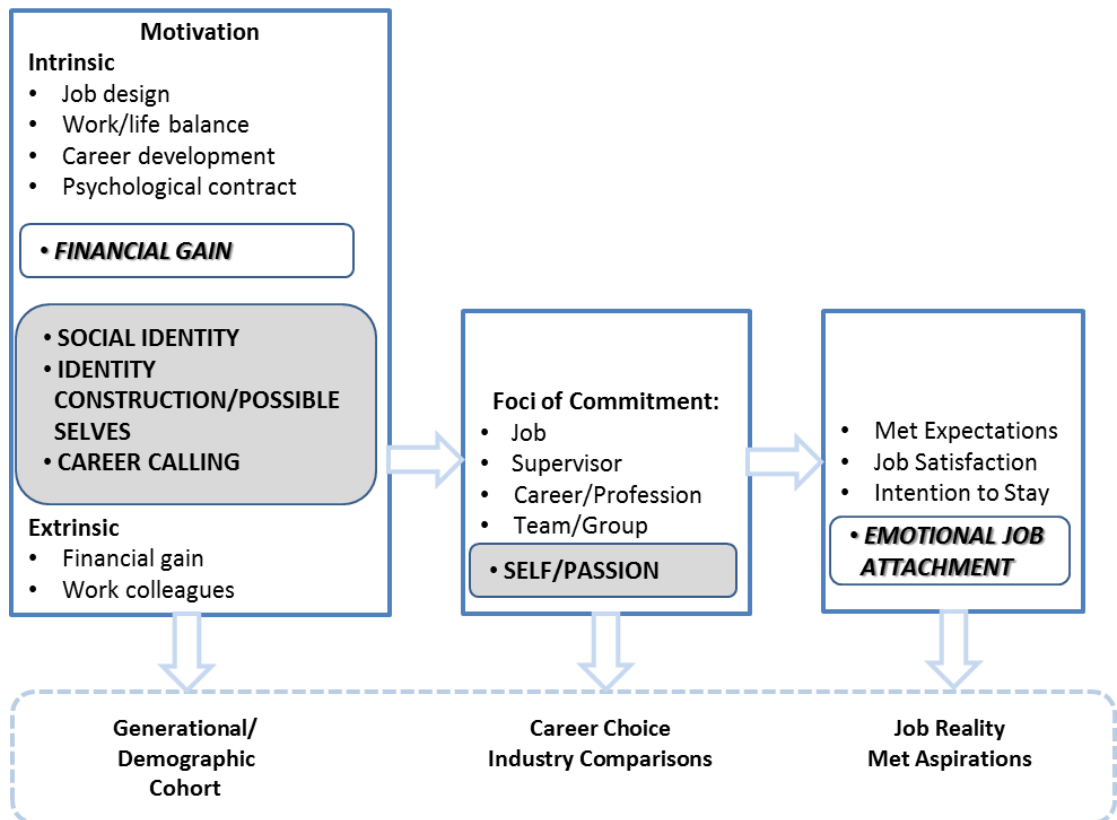 Motivation
Intrinsic
• Job design
• Work/life balance
• Career development
• Psychological contract
• FINANCIAL GAIN
• SOCIAL IDENTITY
• IDENTITY
CONSTRUCTION/POSSIBLE
SELVES
• CAREER CALLING
Extrinsic
• Financial gain
• Work colleagues
Foci of Commitment:
• Job
• Supervisor
• Career/Profession
• Team/Group
• SELF/PASSION
• Met Expectations
• Job Satisfaction
• Intention to Stay
• EMOTIONAL JOB
ATTACHMENT
Generational/
Demographic
Cohort
Career Choice
Industry Comparisons
Job Reality
Met Aspirations